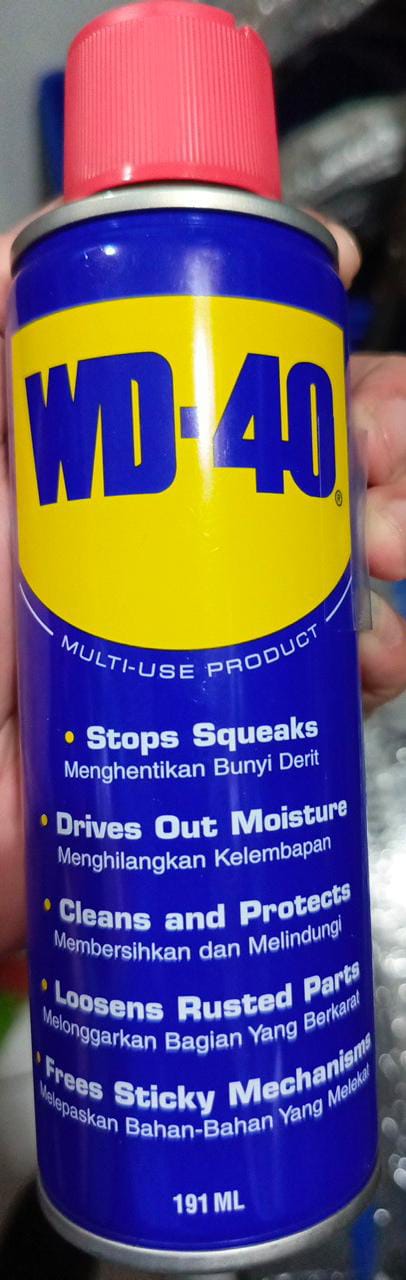 WD-40®
MULTI-USE PRODUCT
• Stops Squeaks
Menghentikan Bunyi Derit
• Drives Out Moisture
Menghilangkan Kelembapan
• Cleans and Protects
Membersihkan dan Melindungi
• Loosens Rusted Parts
Melonggarkan Bagian Yang Berkarat
• Frees Sticky Mechanisms
Melepaskan Bahan-Bahan Yang Melekat
191 ML